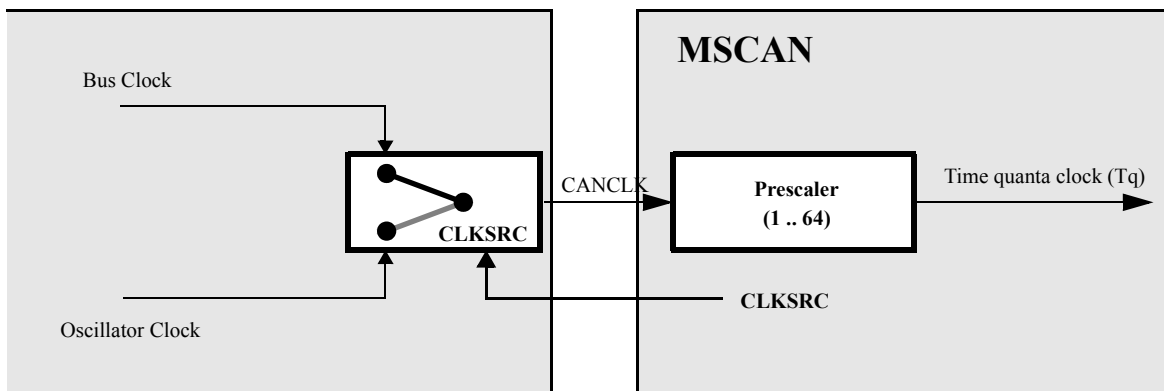 MSCAN
Bus Clock
CANCLK
Prescaler
(1 .. 64)
Time quanta clock (Tq)
CLKSRC
CLKSRC
Oscillator Clock